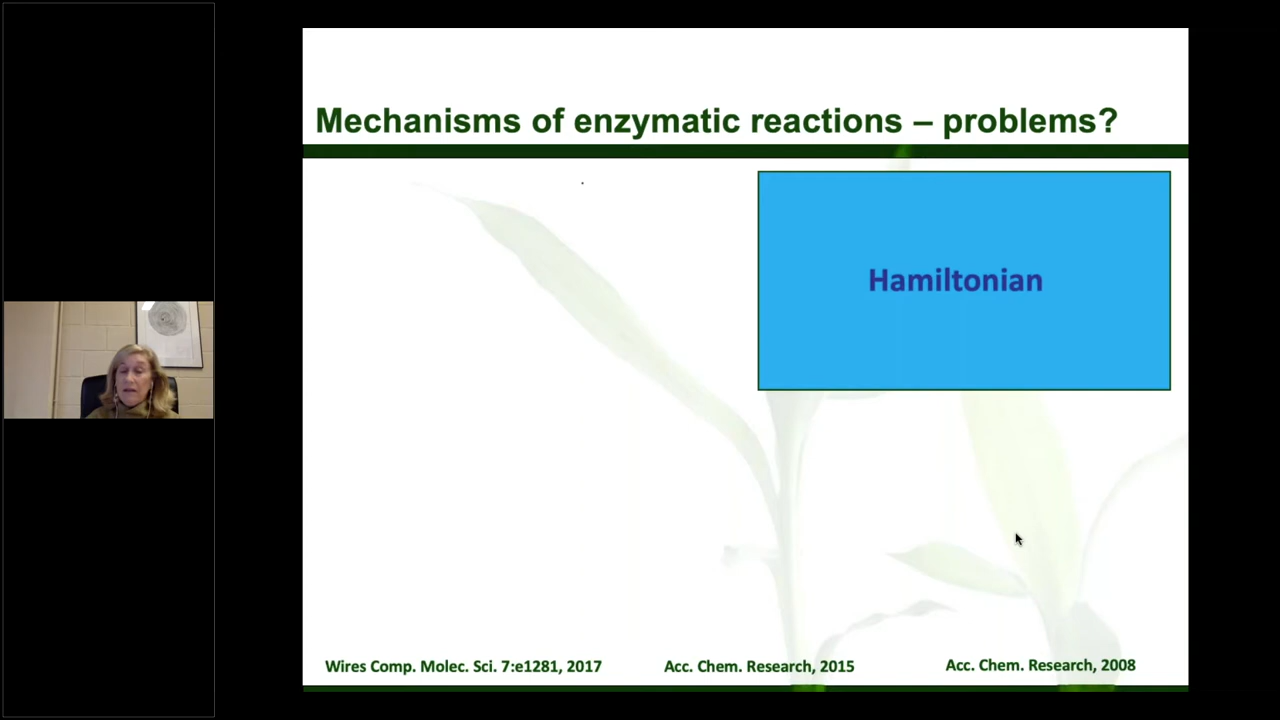 Mechanisms of enzymatic reactions – problems?
Hamiltonian
Wires Comp. Molec. Sci. 7:e1281, 2017
Acc. Chem. Research, 2015
Acc. Chem. Research, 2008